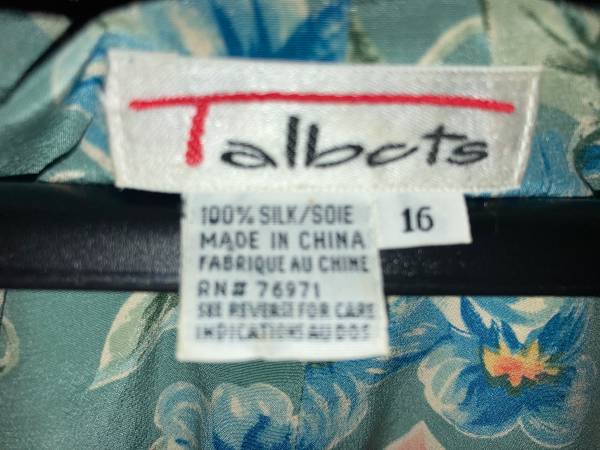 Talbots
100% SILK/SOIE
16
MADE IN CHINA
FABRIQUE AU CHINE
RN# 76971
SEE REVERSE FOR CARE
INDICATIONS AU DOS